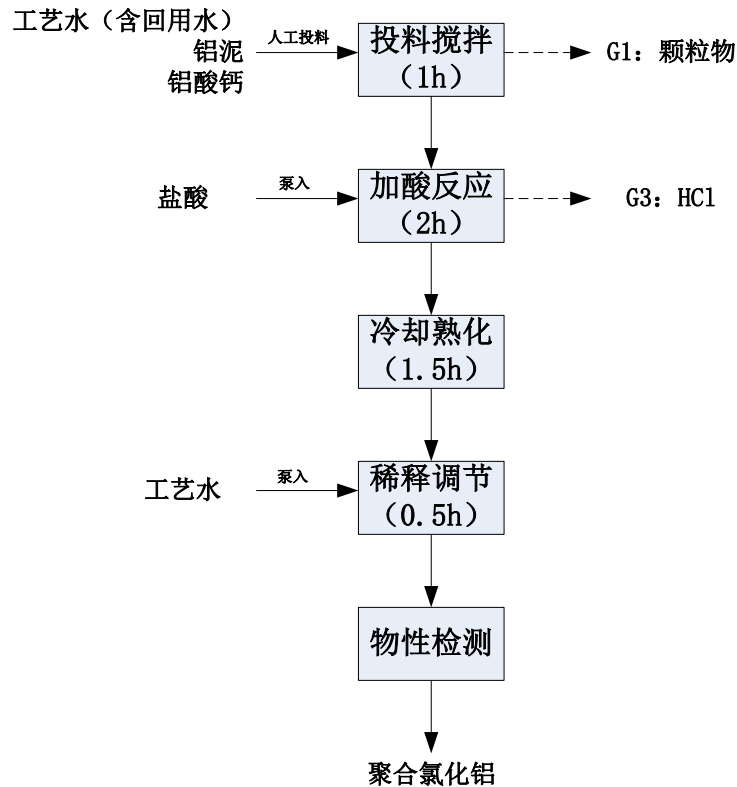 工艺水（含回用水）
铝泥
铝酸钙
人工投料
投料搅拌
（1h）
G1：颗粒物
盐酸
泵入
加酸反应
（2h）
G3：HCl
冷却熟化
（1.5h）
工艺水
泵入
稀释调节
（0.5h）
物性检测
聚合氯化铝